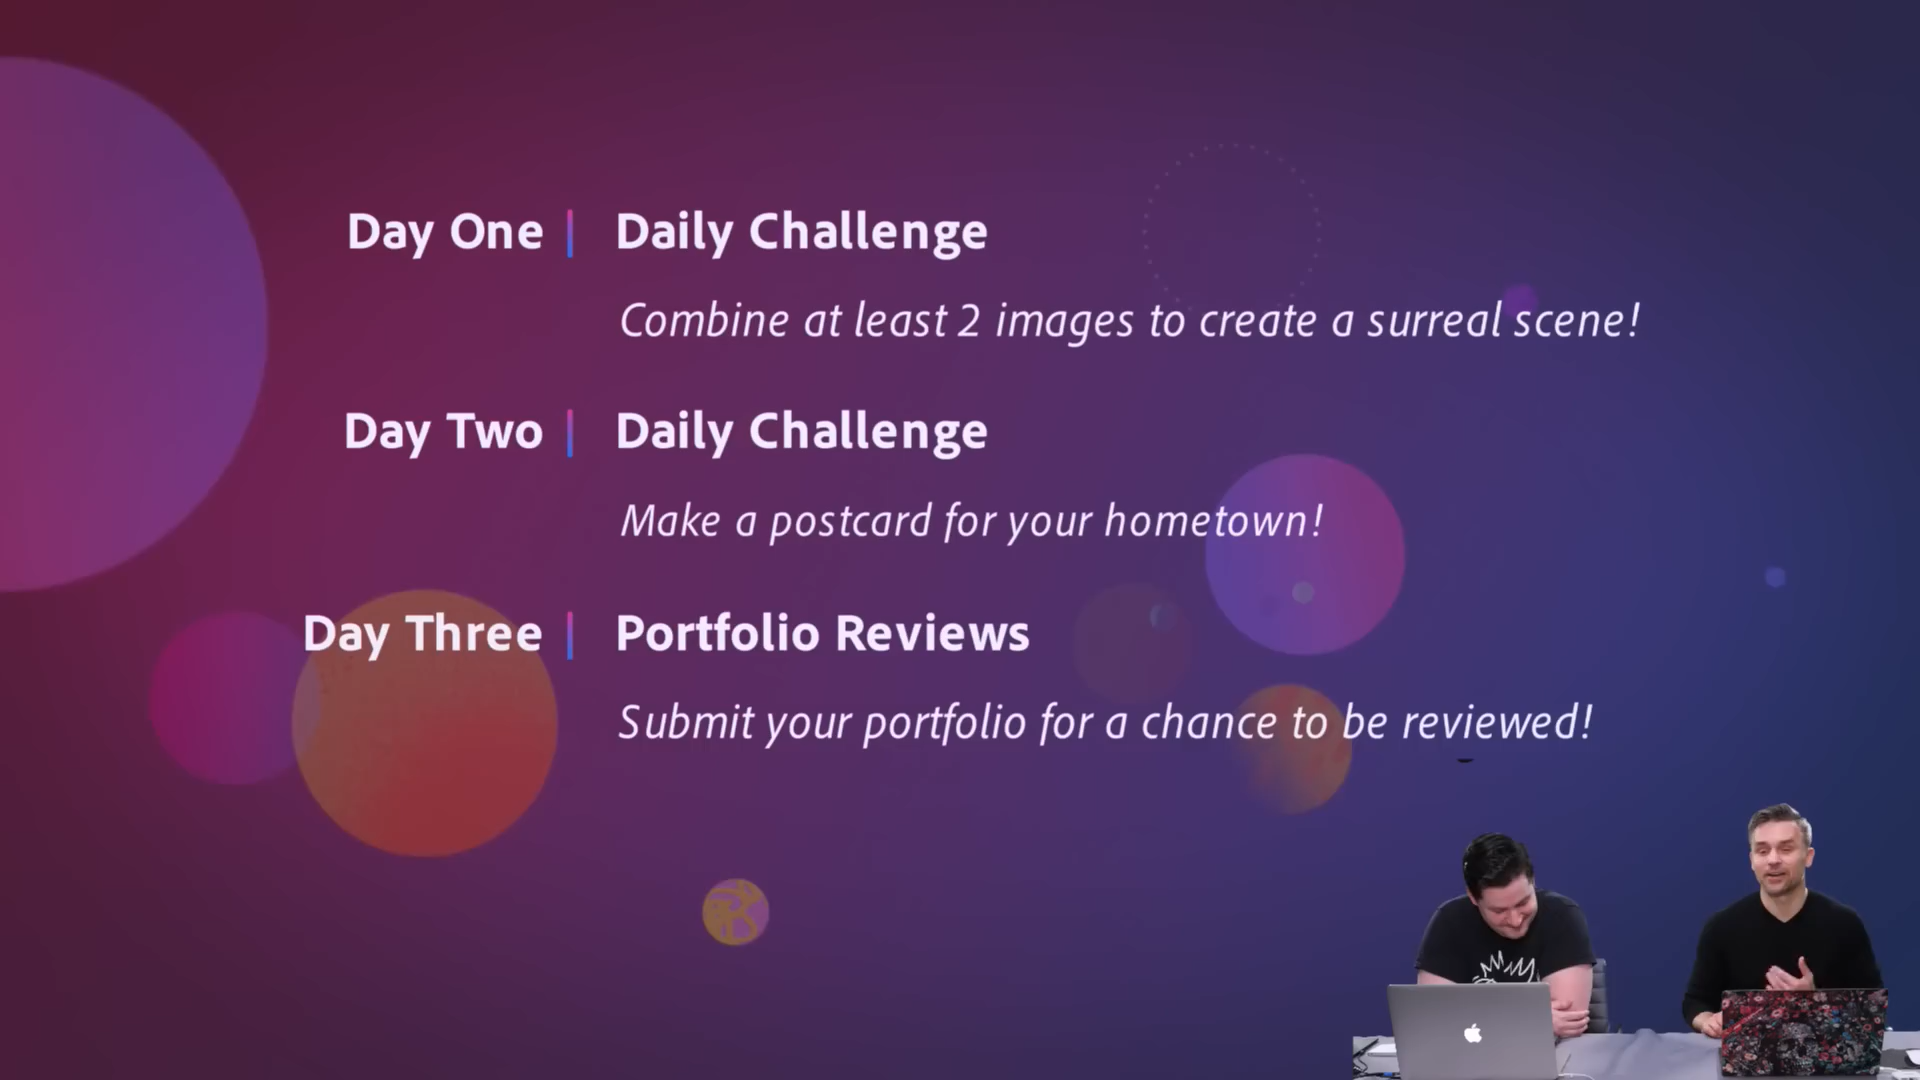 Day One | Daily Challenge
Combine at least 2 images to create a surreal scene!
Day Two | Daily Challenge
Make a postcard for your hometown!
Day Three | Portfolio Reviews
Submit your portfolio for a chance to be reviewed!